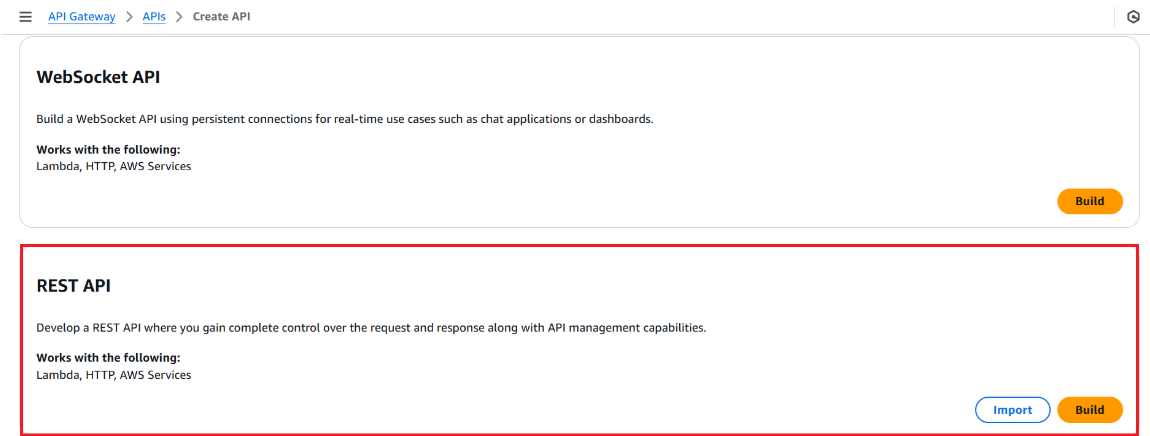 API Gateway > APIs > Create API
WebSocket API
Build a WebSocket API using persistent connections for real-time use cases such as chat applications or dashboards.
Works with the following:
Lambda, HTTP, AWS Services
Build
REST API
Develop a REST API where you gain complete control over the request and response along with API management capabilities.
Works with the following:
Lambda, HTTP, AWS Services
Import Build